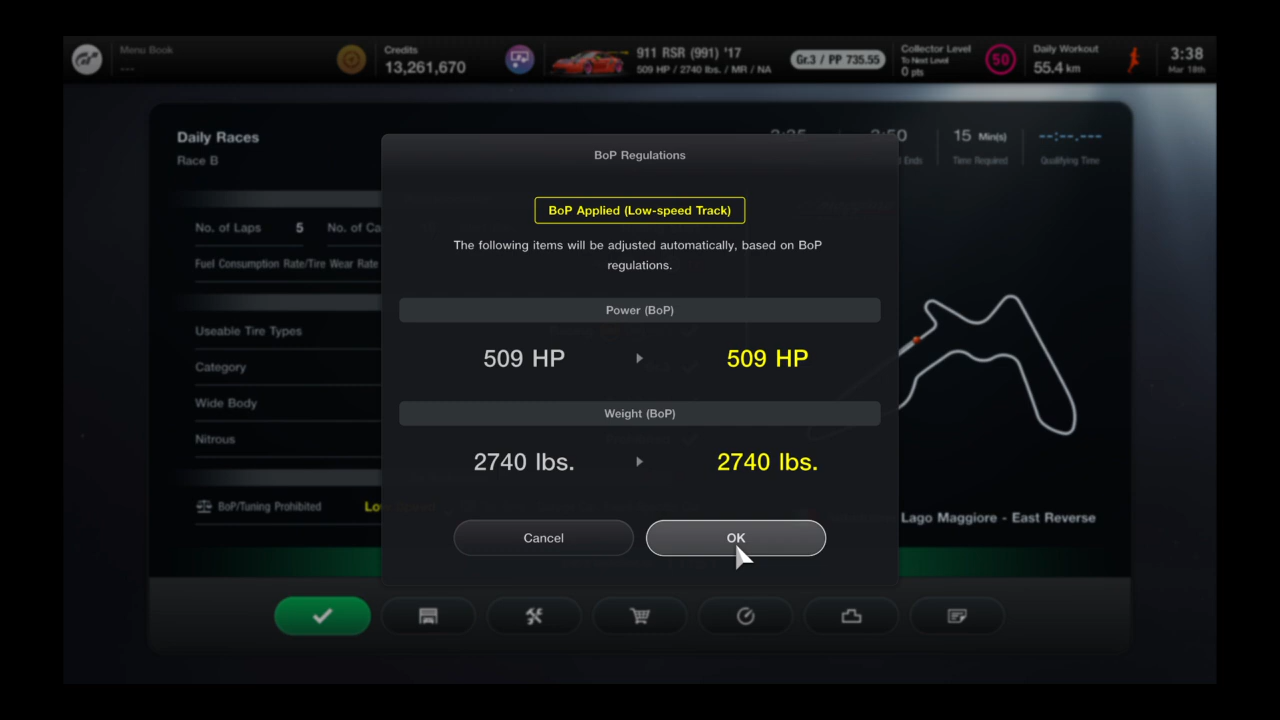 Menu Book
---
Credits
13,261,670
911 RSR (991) '17
509 HP / 2740 lbs. / MR / NA
Gr.3 / PP 735.55
Collector Level
To Next Level
0 pts
50
Daily Workout
55.4 km
3:38
Mar 18th
Daily Races
Race B
15 Min(s)
--:--.---
Ends
Time Required
Qualifying Time
BoP Regulations
BoP Applied (Low-speed Track)
The following items will be adjusted automatically, based on BoP
regulations.
Power (BoP)
509 HP
509 HP
Weight (BoP)
2740 lbs.
2740 lbs.
Cancel
OK
No. of Laps
5
No. of Ca
Fuel Consumption Rate/Tire Wear Rate
Useable Tire Types
Category
Wide Body
Nitrous
BoP/Tuning Prohibited
Lo
Lago Maggiore - East Reverse